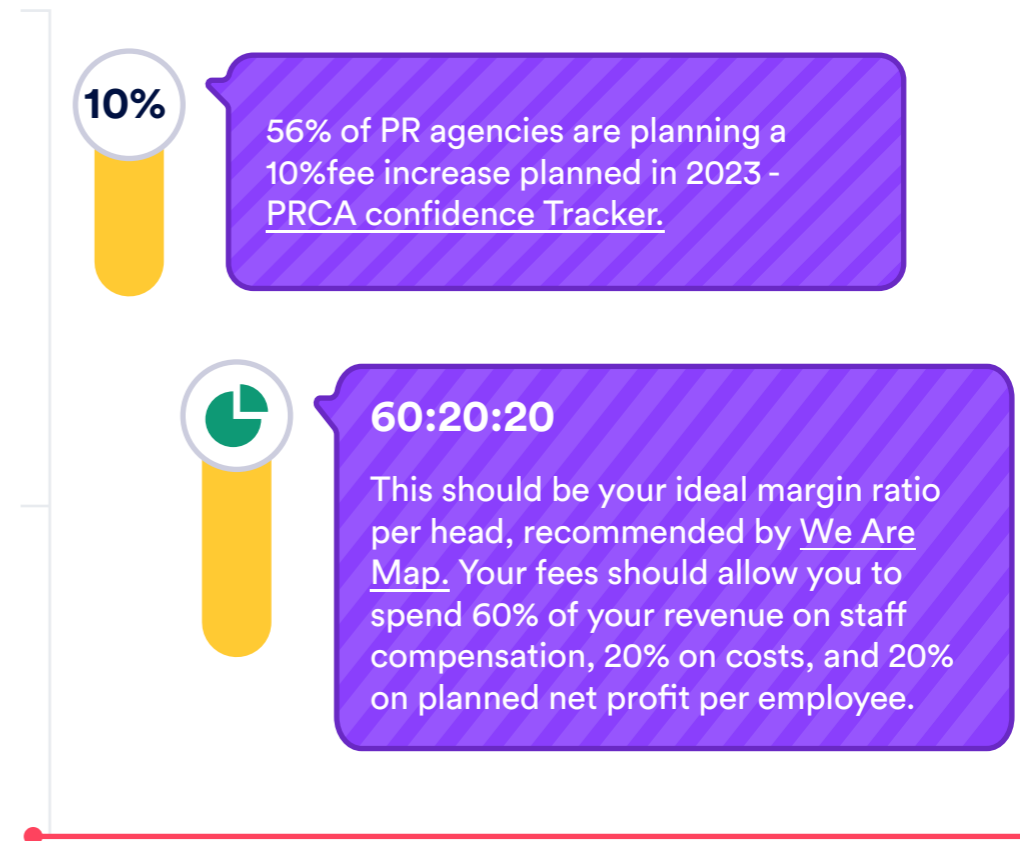 10%
56% of PR agencies are planning a
10%fee increase planned in 2023 -
PRCA confidence Tracker.
60:20:20
This should be your ideal margin ratio
per head, recommended by We Are
Map. Your fees should allow you to
spend 60% of your revenue on staff
compensation, 20% on costs, and 20%
on planned net profit per employee.